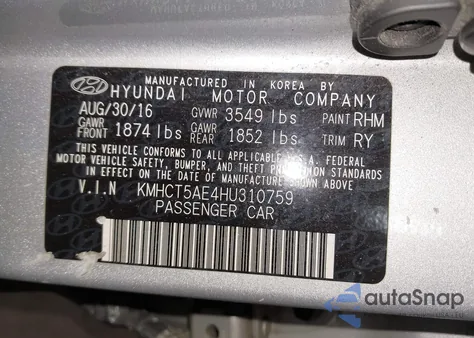 MANUFACTURED IN KOREA BY
HYUNDAI MOTOR COMPANY
AUG/30/16 GVWR 3549 lbs PAINT RHM
GAWR FRONT 1874 lbs GAWR REAR 1852 lbs TRIM RY
THIS VEHICLE CONFORMS TO ALL APPLICABLE U.S.A. FEDERAL
MOTOR VEHICLE SAFETY, BUMPER, AND THEFT PREVENTION STANDARDS
IN EFFECT ON THE DATE OF MANUFACTURE SHOWN ABOVE.
V.I.N KMHCT5AE4HU310759
PASSENGER CAR
autoSnap